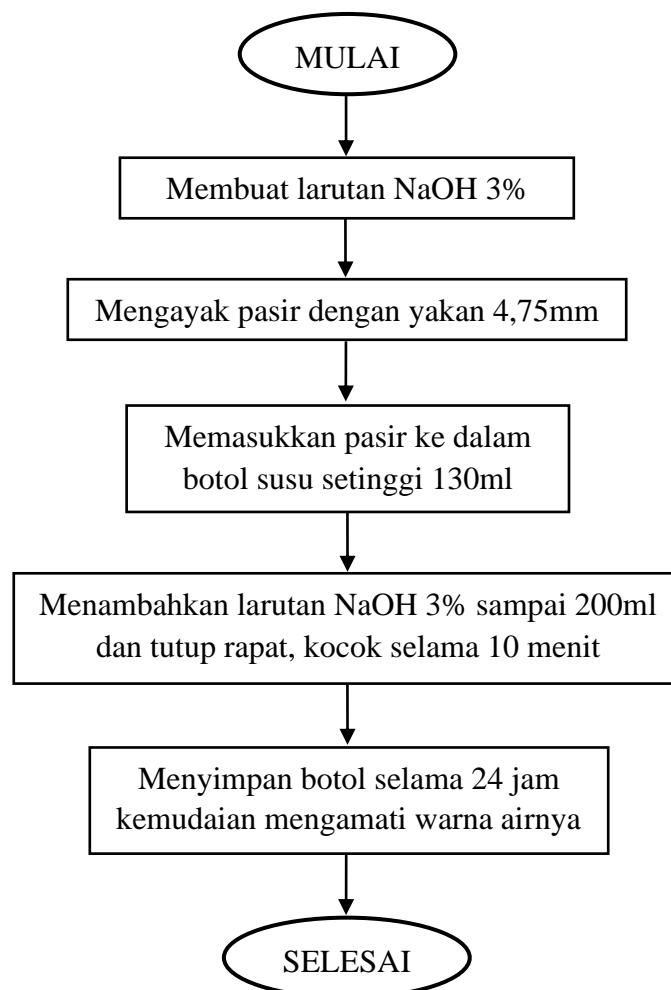 MULAI
Membuat larutan NaOH 3%
Mengayak pasir dengan yakan 4,75mm
Memasukkan pasir ke dalam
botol susu setinggi 130ml
Menambahkan larutan NaOH 3% sampai 200ml
dan tutup rapat, kocok selama 10 menit
Menyimpan botol selama 24 jam
kemudaian mengamati warna airnya
SELESAI